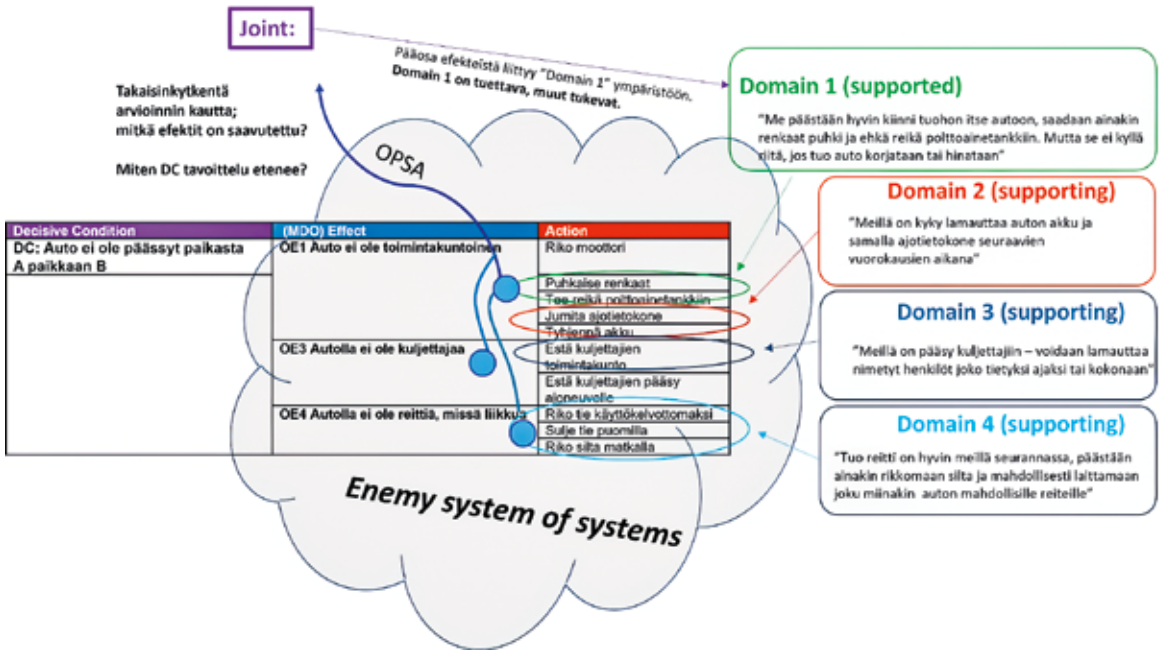 Joint:
Pääosa efekteistä liittyy "Domain 1" ympäristöön.
Domain 1 on tuettava, muut tukevat.
Takaisinkytkentä
arvioinnin kautta;
mitkä efektit on saavutettu?
Miten DC tavoittelu etenee?
OPSA
Domain 1 (supported)
"Me päästään hyvin kiinni tuohon itse autoon, saadaan ainakin
renkaat puhki ja ehkä reikä polttoainetankkiin. Mutta se ei kyllä
riitä, jos tuo auto korjataan tai hinataan"
Domain 2 (supporting)
"Meillä on kyky lamauttaa auton akku ja
samalla ajotietokone seuraavien
vuorokausien aikana"
Domain 3 (supporting)
"Meillä on pääsy kuljettajiin – voidaan lamauttaa
nimetyt henkilöt joko tietyksi ajaksi tai kokonaan"
Domain 4 (supporting)
"Tuo reitti on hyvin meillä seurannassa, päästään
ainakin rikkomaan silta ja mahdollisesti laittamaan
joku miinakin auton mahdollisille reiteille"
Decisive Condition
(MDO) Effect
Action
DC: Auto ei ole päässyt paikasta
A paikkaan B
OE1 Auto ei ole toimintakuntoinen
Riko moottori
Puhkaise renkaat
Tee reikä polttoainetankkiin
Jumita ajotietokone
Tyhjennä akku
OE3 Autolla ei ole kuljettajaa
Estä kuljettajien
toimintakunto
Estä kuljettajien pääsy
ajoneuvolle
OE4 Autolla ei ole reittiä, missä liikkua
Riko tie käyttökelvottomaksi
Sulje tie puomilla
Riko silta matkalla
Enemy system of systems